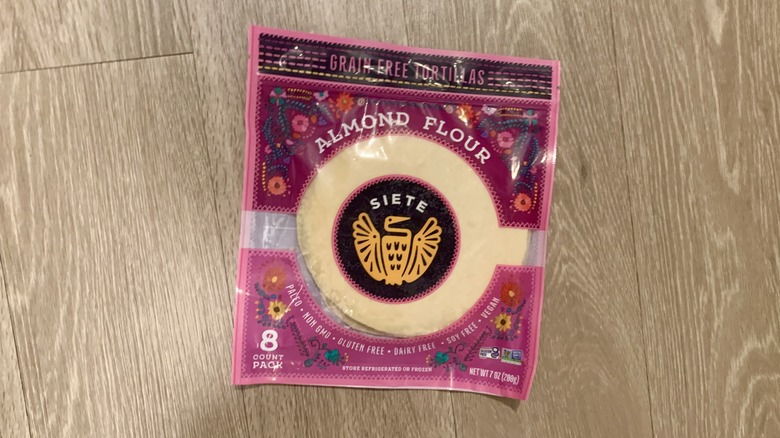 GRAIN FREE TORTILLAS
ALMOND FLOUR
SIETE
PALEO • NON GMO • GLUTEN FREE • DAIRY FREE • SOY FREE • VEGAN
8
COUNT
PACK
STORE REFRIGERATED OR FROZEN
NET WT 7 OZ (200g)